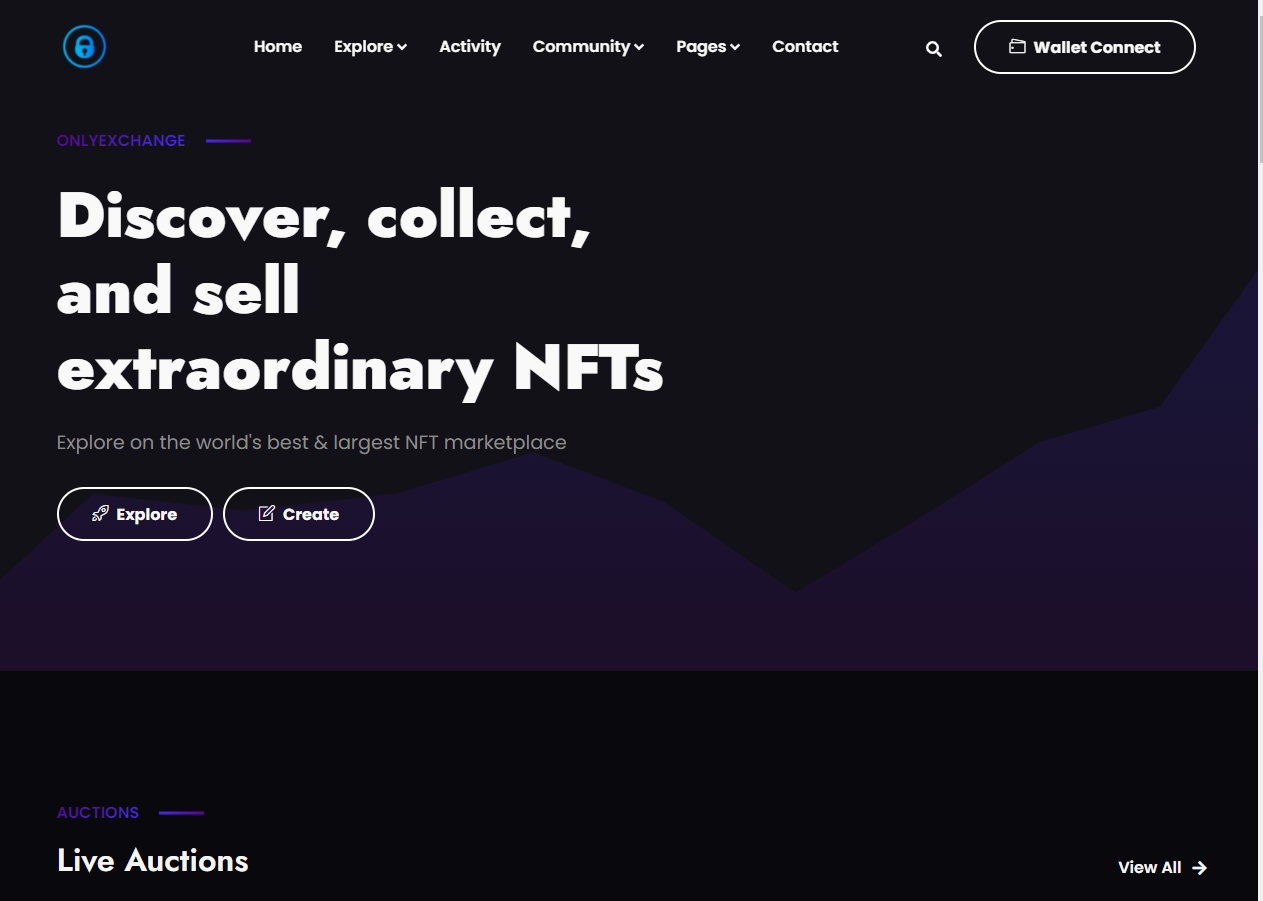 Home Explore Activity Community Pages Contact Wallet Connect
ONLYEXCHANGE
Discover, collect,
and sell
extraordinary NFTs
Explore on the world's best & largest NFT marketplace
Explore Create
AUCTIONS
Live Auctions
View All